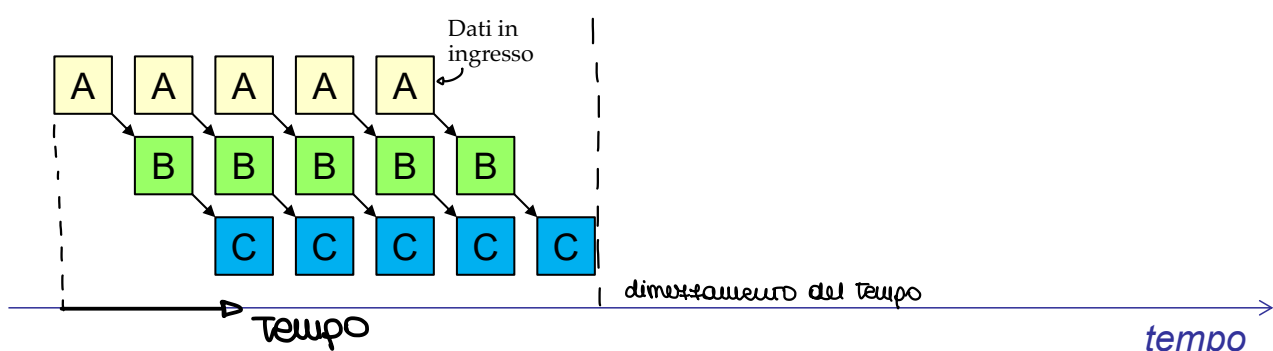 Dati in
ingresso
A A A A A
B B B B B
C C C C C
dimezzamento del tempo
Tempo
tempo